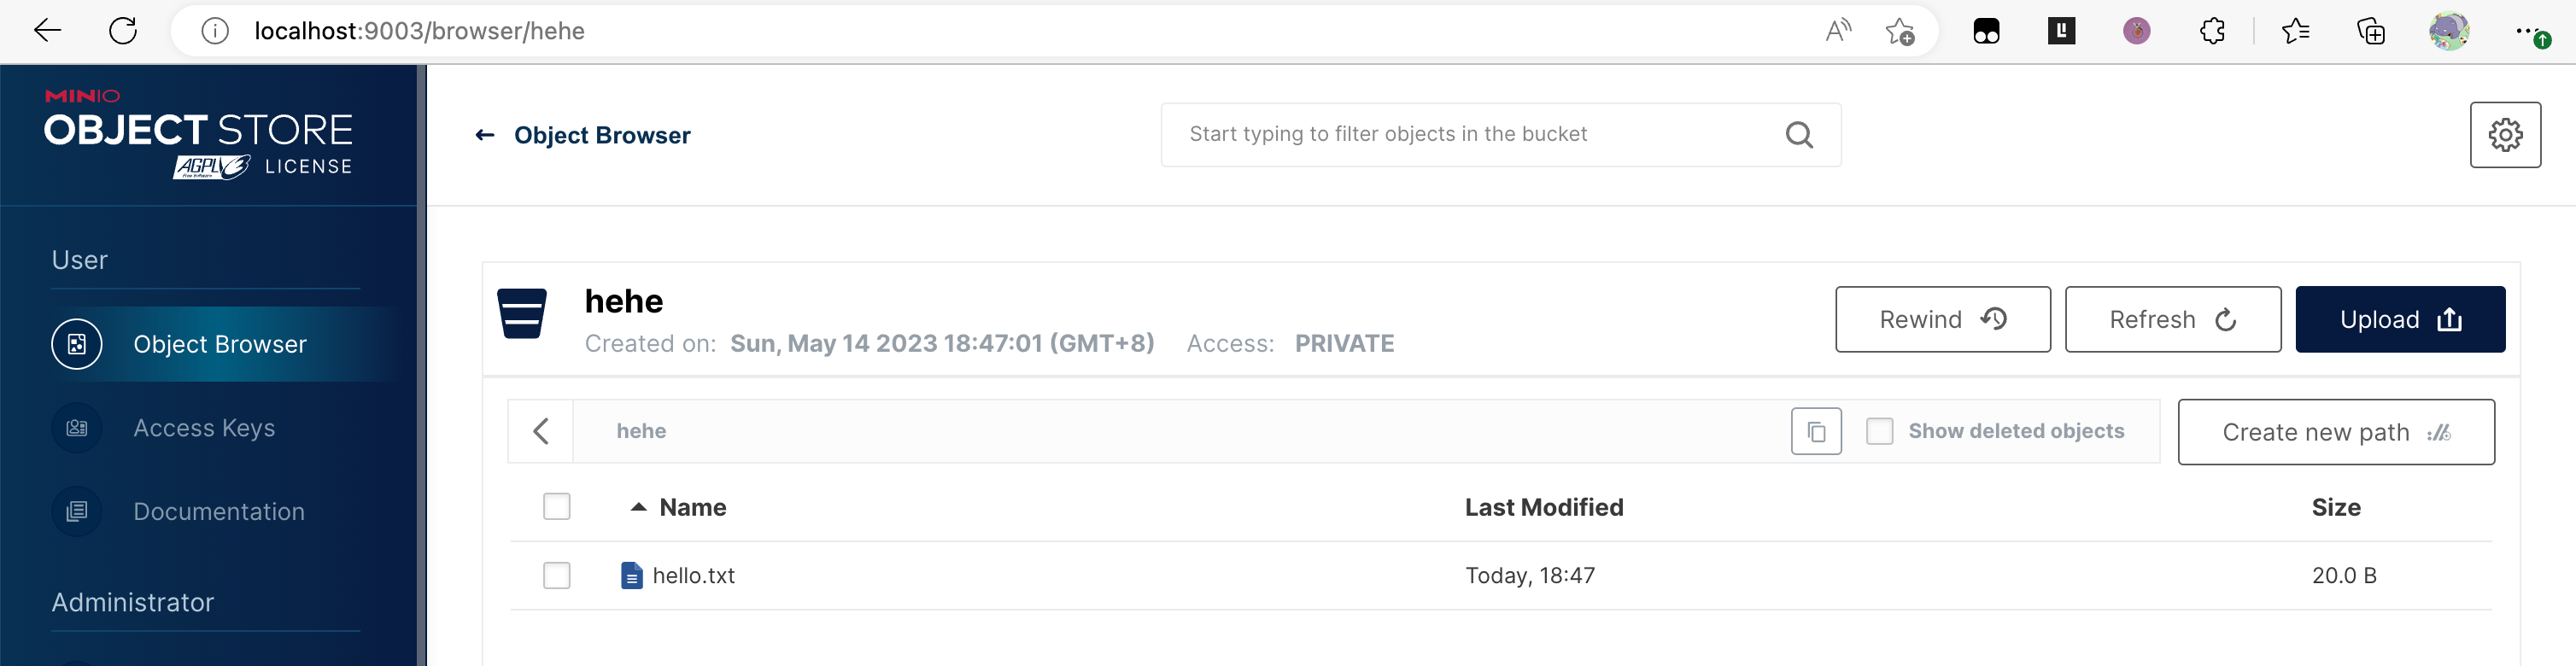 localhost:9003/browser/hehe
MINIO
OBJECT STORE
AGPL v3 LICENSE
← Object Browser
Start typing to filter objects in the bucket
User
Object Browser
Access Keys
Documentation
Administrator
hehe
Created on: Sun, May 14 2023 18:47:01 (GMT+8) Access: PRIVATE
Rewind Refresh Upload
hehe
Show deleted objects
Create new path
Name Last Modified Size
hello.txt Today, 18:47 20.0 B